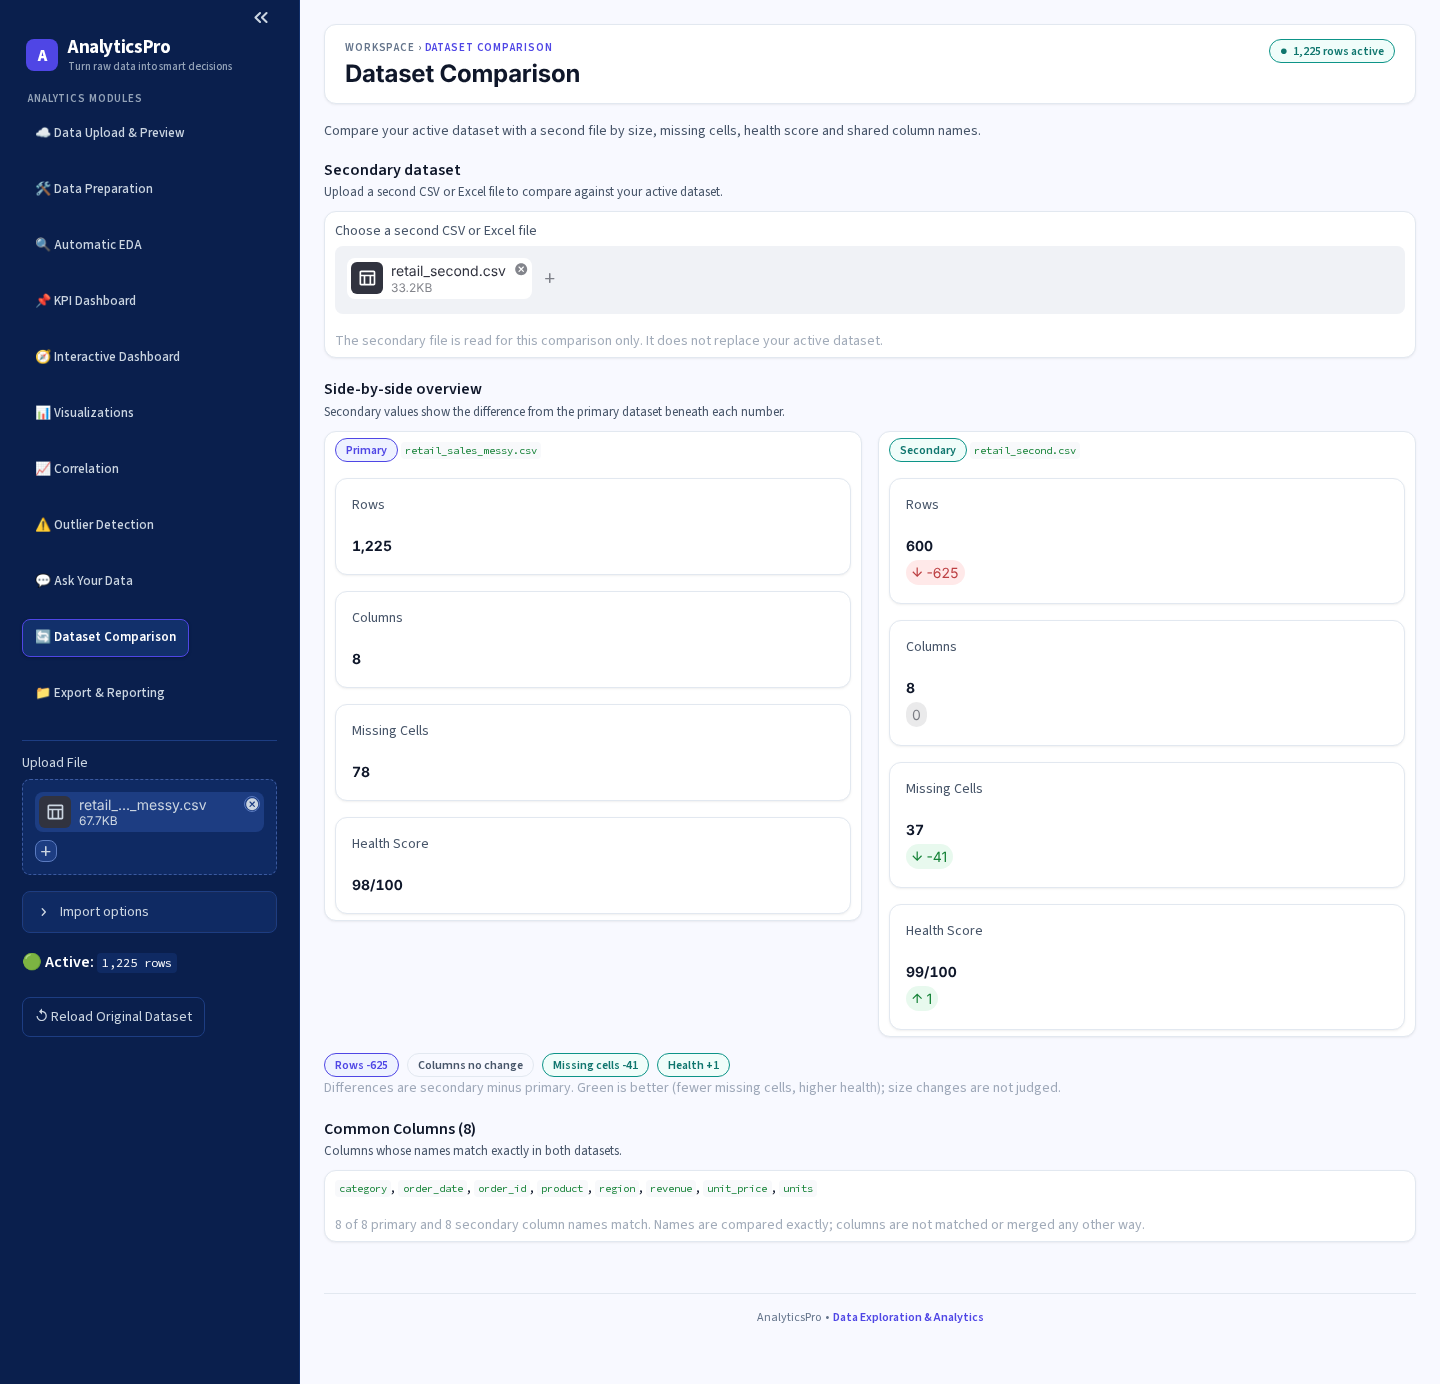 A
AnalyticsPro
Turn raw data into smart decisions
ANALYTICS MODULES
Data Upload & Preview
Data Preparation
Automatic EDA
KPI Dashboard
Interactive Dashboard
Visualizations
Correlation
Outlier Detection
Ask Your Data
Dataset Comparison
Export & Reporting
Upload File
retail_..._messy.csv
67.7KB
+
Import options
Active: 1,225 rows
Reload Original Dataset
WORKSPACE › DATASET COMPARISON
Dataset Comparison
1,225 rows active
Compare your active dataset with a second file by size, missing cells, health score and shared column names.
Secondary dataset
Upload a second CSV or Excel file to compare against your active dataset.
Choose a second CSV or Excel file
retail_second.csv
33.2KB
+
The secondary file is read for this comparison only. It does not replace your active dataset.
Side-by-side overview
Secondary values show the difference from the primary dataset beneath each number.
Primary retail_sales_messy.csv
Rows
1,225
Columns
8
Missing Cells
78
Health Score
98/100
Secondary retail_second.csv
Rows
600
↓ -625
Columns
8
0
Missing Cells
37
↓ -41
Health Score
99/100
↑ 1
Rows -625 Columns no change Missing cells -41 Health +1
Differences are secondary minus primary. Green is better (fewer missing cells, higher health); size changes are not judged.
Common Columns (8)
Columns whose names match exactly in both datasets.
category, order_date, order_id, product, region, revenue, unit_price, units
8 of 8 primary and 8 secondary column names match. Names are compared exactly; columns are not matched or merged any other way.
AnalyticsPro • Data Exploration & Analytics